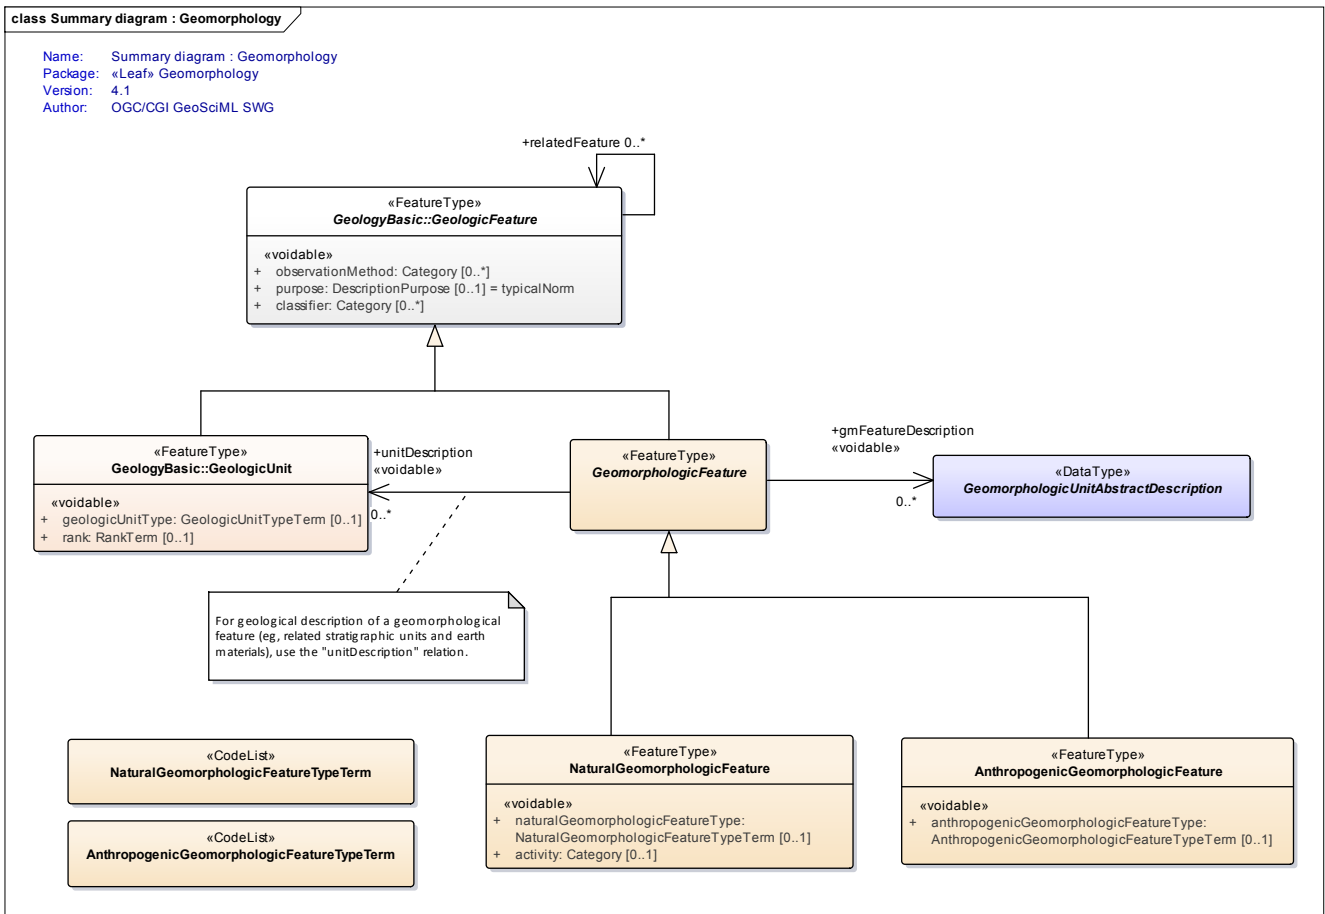 class Summary diagram : Geomorphology
Name: Summary diagram : Geomorphology
Package: «Leaf» Geomorphology
Version: 4.1
Author: OGC/CGI GeoSciML SWG
+relatedFeature 0..*
«FeatureType»
GeologyBasic::GeologicFeature
«voidable»
+ observationMethod: Category [0..*]
+ purpose: DescriptionPurpose [0..1] = typicalNorm
+ classifier: Category [0..*]
«FeatureType»
GeologyBasic::GeologicUnit
«voidable»
+ geologicUnitType: GeologicUnitTypeTerm [0..1]
+ rank: RankTerm [0..1]
+unitDescription
«voidable»
0..*
«FeatureType»
GeomorphologicFeature
+gmFeatureDescription
«voidable»
0..*
«DataType»
GeomorphologicUnitAbstractDescription
For geological description of a geomorphological
feature (eg, related stratigraphic units and earth
materials), use the "unitDescription" relation.
«CodeList»
NaturalGeomorphologicFeatureTypeTerm
«CodeList»
AnthropogenicGeomorphologicFeatureTypeTerm
«FeatureType»
NaturalGeomorphologicFeature
«voidable»
+ naturalGeomorphologicFeatureType:
NaturalGeomorphologicFeatureTypeTerm [0..1]
+ activity: Category [0..1]
«FeatureType»
AnthropogenicGeomorphologicFeature
«voidable»
+ anthropogenicGeomorphologicFeatureType:
AnthropogenicGeomorphologicFeatureTypeTerm [0..1]